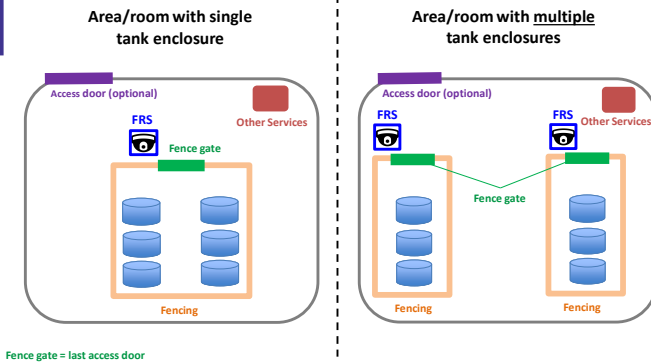 Area/room with single
tank enclosure
Access door (optional)
FRS
Other Services
Fence gate
Fencing
Area/room with multiple
tank enclosures
Access door (optional)
FRS
FRS
Other Services
Fence gate
Fencing
Fencing
Fence gate = last access door